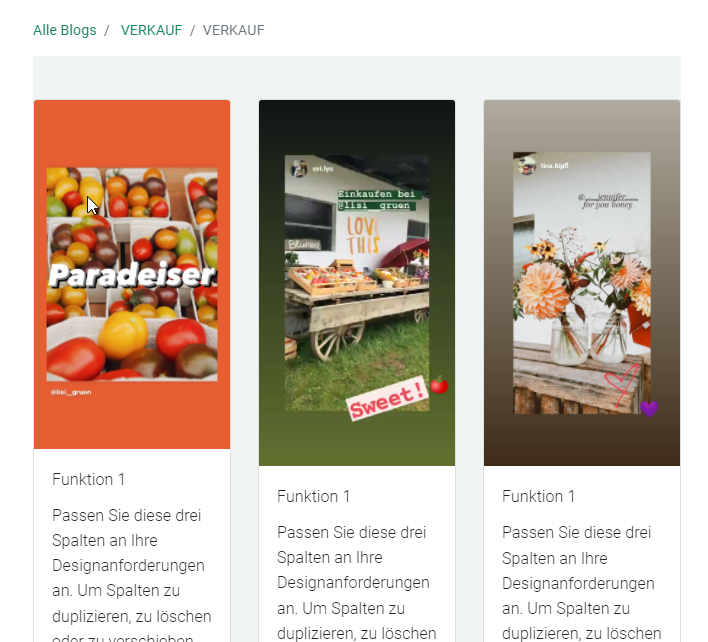 Alle Blogs / VERKAUF / VERKAUF
Paradeiser
@lisi_gruen
evi.lyn
Einkaufen bei
@lisi_gruen
LOVE
THIS
Blumen
Sweet!
tina.hipfl
@__jennifer__
for you honey
Funktion 1
Passen Sie diese drei
Spalten an Ihre
Designanforderungen
an. Um Spalten zu
duplizieren, zu löschen
oder zu verschieben
Funktion 1
Passen Sie diese drei
Spalten an Ihre
Designanforderungen
an. Um Spalten zu
duplizieren, zu löschen
Funktion 1
Passen Sie diese drei
Spalten an Ihre
Designanforderungen
an. Um Spalten zu
duplizieren, zu löschen